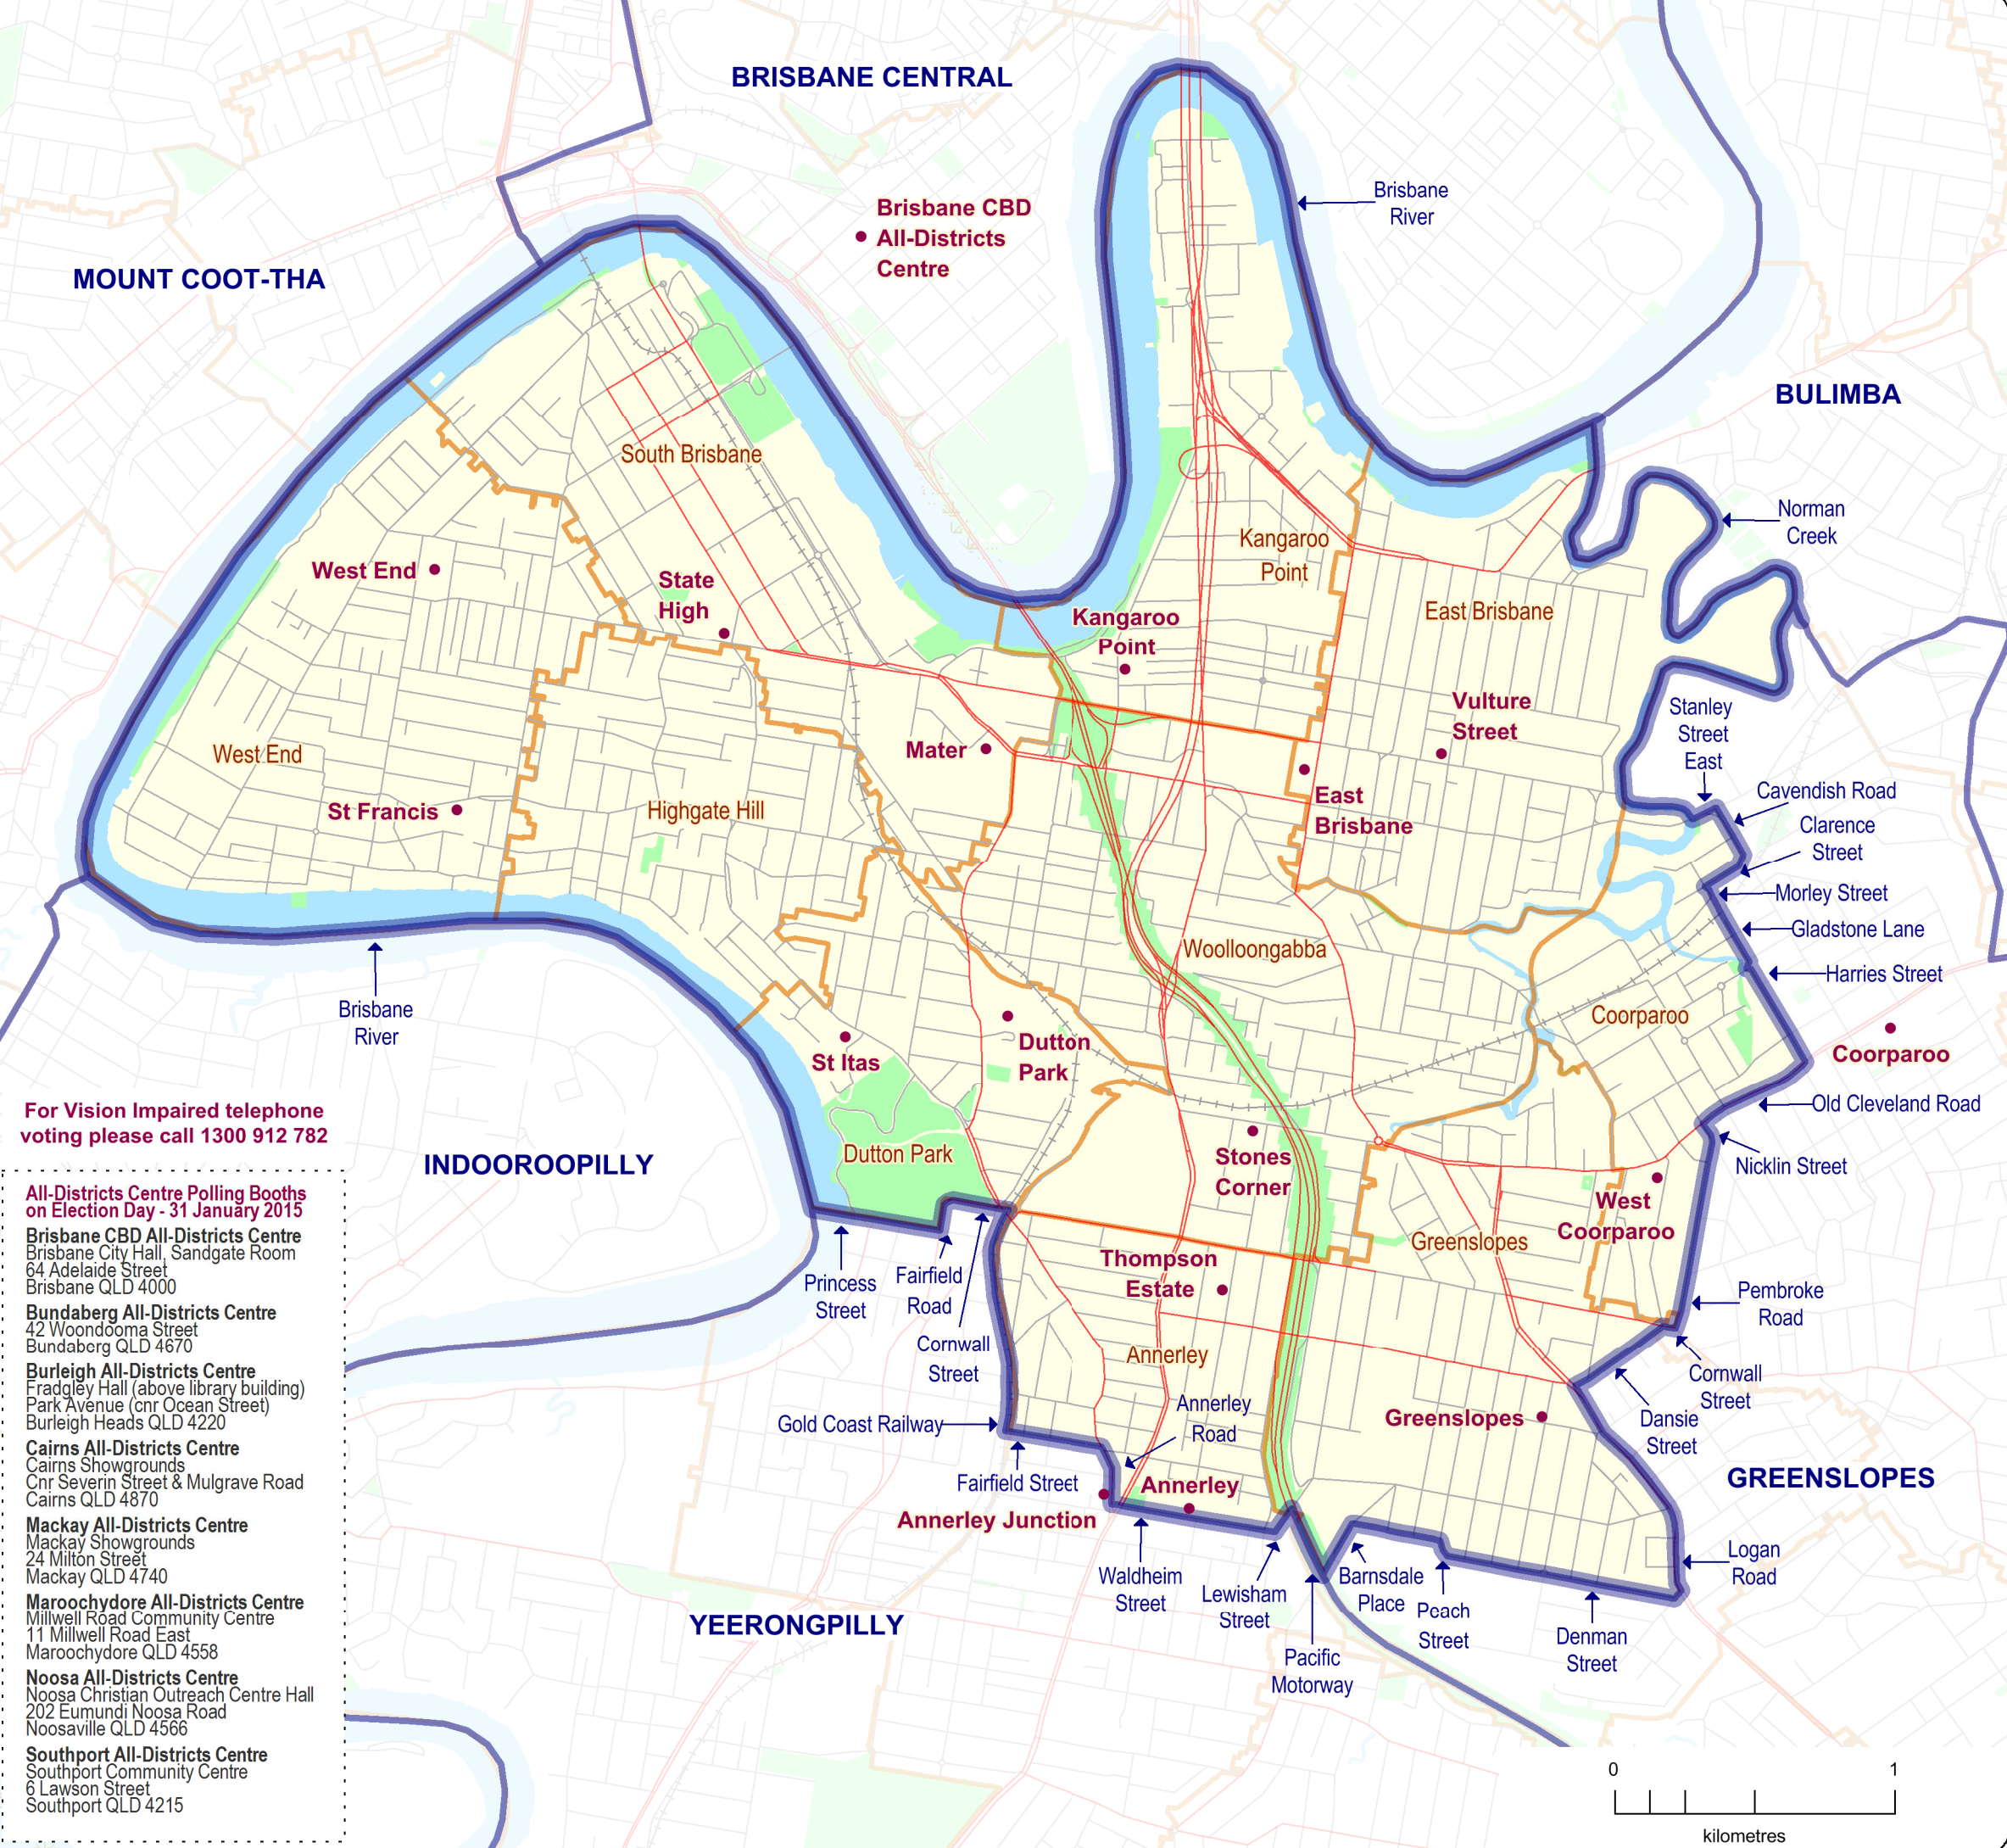 BRISBANE CENTRAL
Brisbane CBD
All-Districts
Centre
Brisbane
River
MOUNT COOT-THA
BULIMBA
South Brisbane
Norman
Creek
Kangaroo
Point
West End
State
High
East Brisbane
Kangaroo
Point
Vulture
Street
Stanley
Street
East
West End
Mater
Cavendish Road
East
Brisbane
St Francis
Highgate Hill
Clarence
Street
Morley Street
Gladstone Lane
Woolloongabba
Harries Street
Brisbane
River
Coorparoo
Dutton
Park
St Itas
Coorparoo
Old Cleveland Road
For Vision Impaired telephone
voting please call 1300 912 782
INDOOROOPILLY
Dutton Park
Stones
Corner
Nicklin Street
West
Coorparoo
Greenslopes
Thompson
Estate
Princess
Street
Fairfield
Road
Cornwall
Street
Pembroke
Road
Annerley
Cornwall
Street
Dansie
Street
Annerley
Road
Gold Coast Railway
Greenslopes
Fairfield Street
Annerley
Annerley Junction
GREENSLOPES
Logan
Road
Waldheim
Street
Lewisham
Street
Barnsdale
Place
Peach
Street
Pacific
Motorway
Denman
Street
YEERONGPILLY
All-Districts Centre Polling Booths
on Election Day - 31 January 2015
Brisbane CBD All-Districts Centre
Brisbane City Hall, Sandgate Room
64 Adelaide Street
Brisbane QLD 4000
Bundaberg All-Districts Centre
42 Woondooma Street
Bundaberg QLD 4670
Burleigh All-Districts Centre
Fradgley Hall (above library building)
Park Avenue (cnr Ocean Street)
Burleigh Heads QLD 4220
Cairns All-Districts Centre
Cairns Showgrounds
Cnr Severin Street & Mulgrave Road
Cairns QLD 4870
Mackay All-Districts Centre
Mackay Showgrounds
24 Milton Street
Mackay QLD 4740
Maroochydore All-Districts Centre
Millwell Road Community Centre
11 Millwell Road East
Maroochydore QLD 4558
Noosa All-Districts Centre
Noosa Christian Outreach Centre Hall
202 Eumundi Noosa Road
Noosaville QLD 4566
Southport All-Districts Centre
Southport Community Centre
6 Lawson Street
Southport QLD 4215
0 1
kilometres